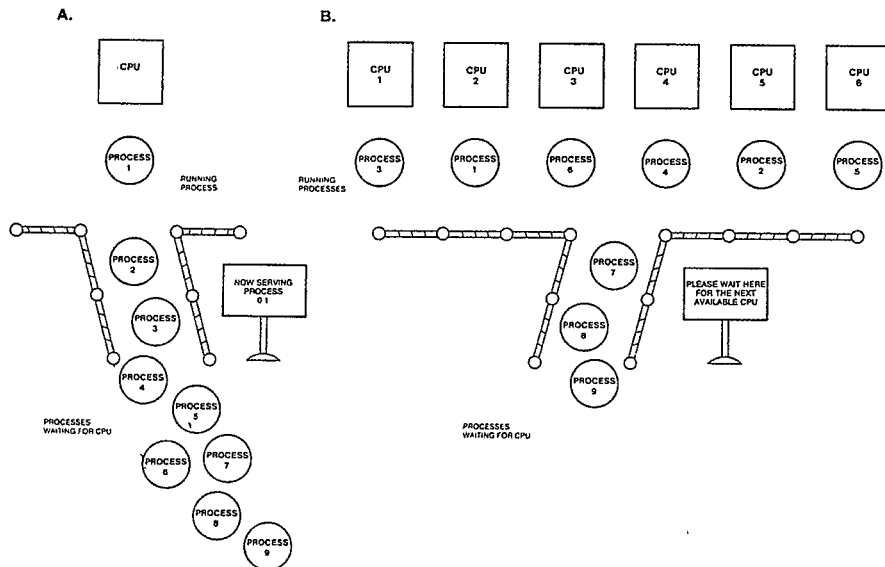 A.
CPU
PROCESS
1
RUNNING
PROCESS
PROCESS
2
NOW SERVING
PROCESS
01
PROCESS
3
PROCESS
4
PROCESS
5
PROCESSES
WAITING FOR CPU
PROCESS
6
PROCESS
7
PROCESS
8
PROCESS
9
B.
CPU
1
CPU
2
CPU
3
CPU
4
CPU
5
CPU
6
RUNNING
PROCESSES
PROCESS
3
PROCESS
1
PROCESS
6
PROCESS
4
PROCESS
2
PROCESS
5
PROCESS
7
PLEASE WAIT HERE
FOR THE NEXT
AVAILABLE CPU
PROCESS
8
PROCESS
9
PROCESSES
WAITING FOR CPU